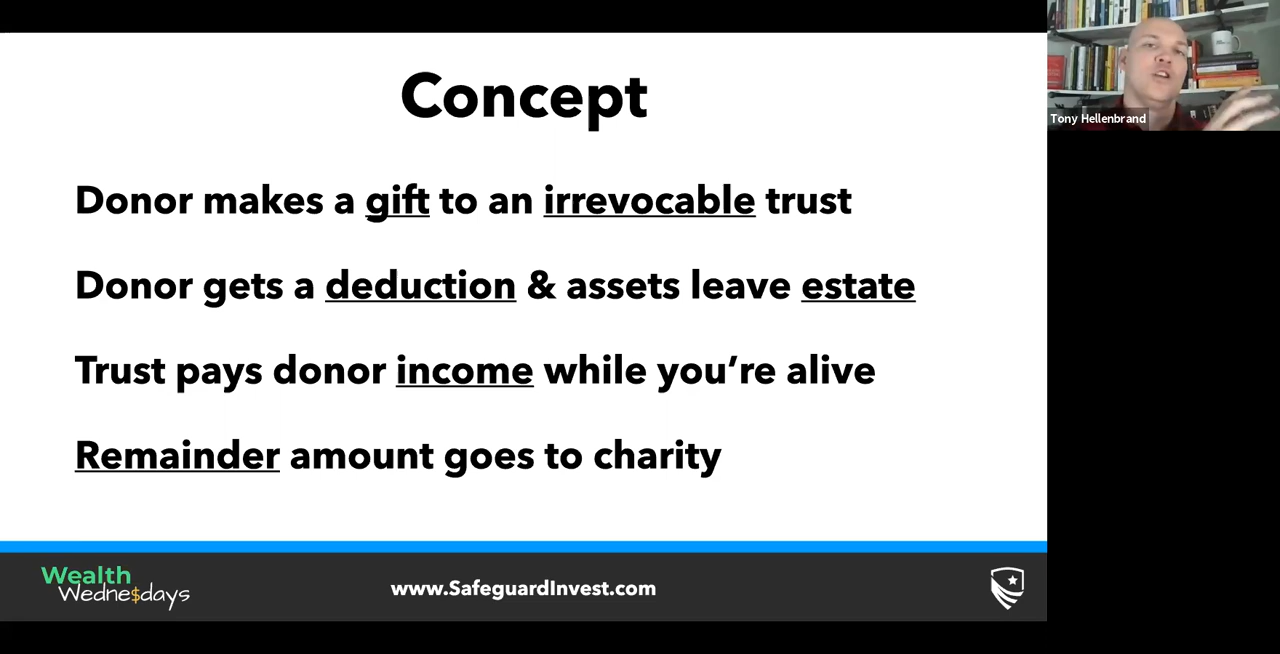 Concept
Donor makes a gift to an irrevocable trust
Donor gets a deduction & assets leave estate
Trust pays donor income while you’re alive
Remainder amount goes to charity
Wealth
Wedne$days
www.SafeguardInvest.com
Tony Hellenbrand